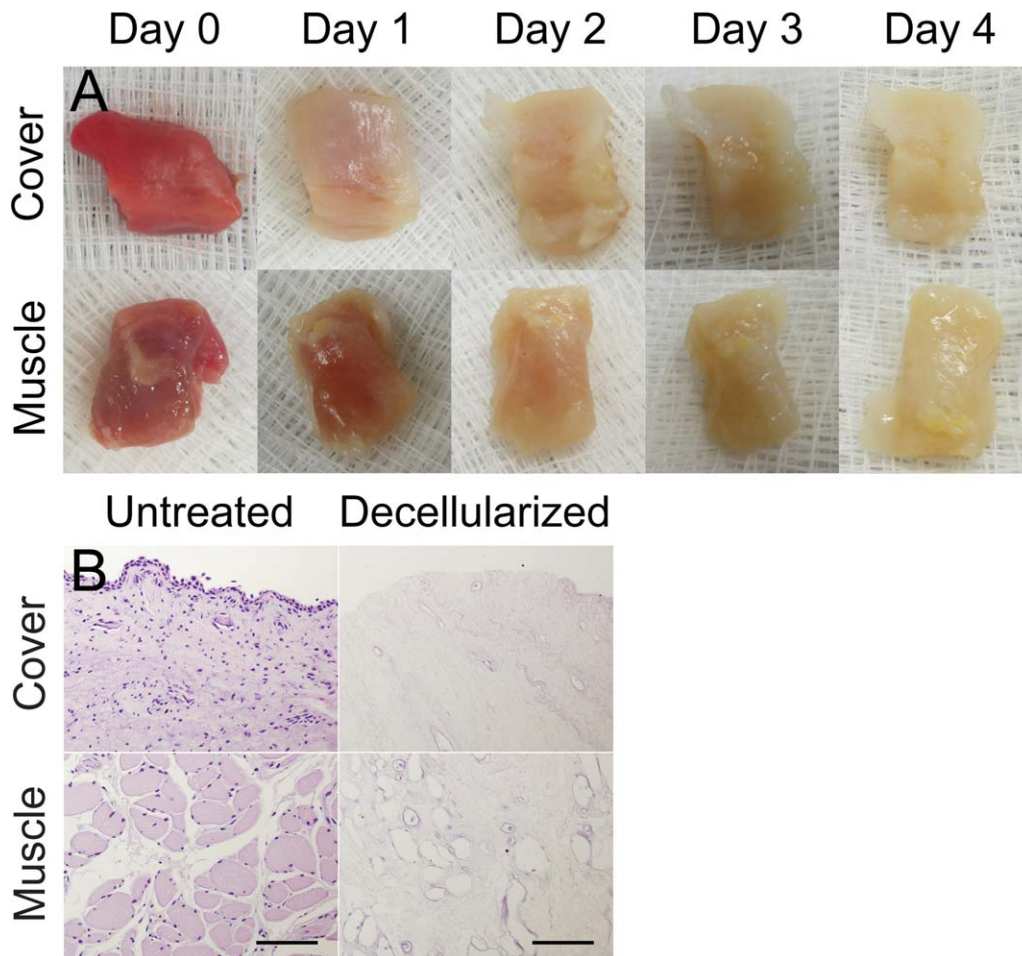 Day 0 Day 1 Day 2 Day 3 Day 4
A
Cover
Muscle
Untreated Decellularized
B
Cover
Muscle